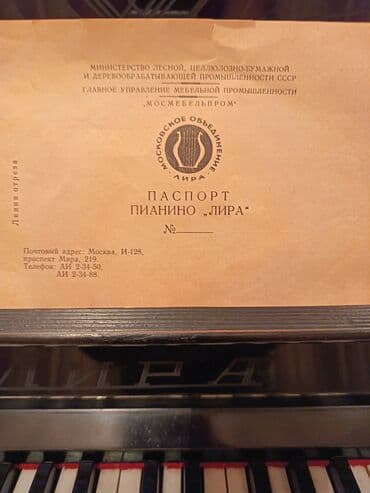 МИНИСТЕРСТВО ЛЕСНОЙ, ЦЕЛЛЮЛОЗНО-БУМАЖНОЙ
И ДЕРЕВООБРАБАТЫВАЮЩЕЙ ПРОМЫШЛЕННОСТИ СССР
ГЛАВНОЕ УПРАВЛЕНИЕ МЕБЕЛЬНОЙ ПРОМЫШЛЕННОСТИ
„МОСМЕБЕЛЬПРОМ"
МОСКОВСКОЕ ОБЪЕДИНЕНИЕ
·ЛИРА·
Линия отреза
ПАСПОРТ
ПИАНИНО „ЛИРА"
№
Почтовый адрес: Москва, И-128,
проспект Мира, 219.
Телефон: АИ 2-34-50,
АИ 2-34-88.
ЛИРА